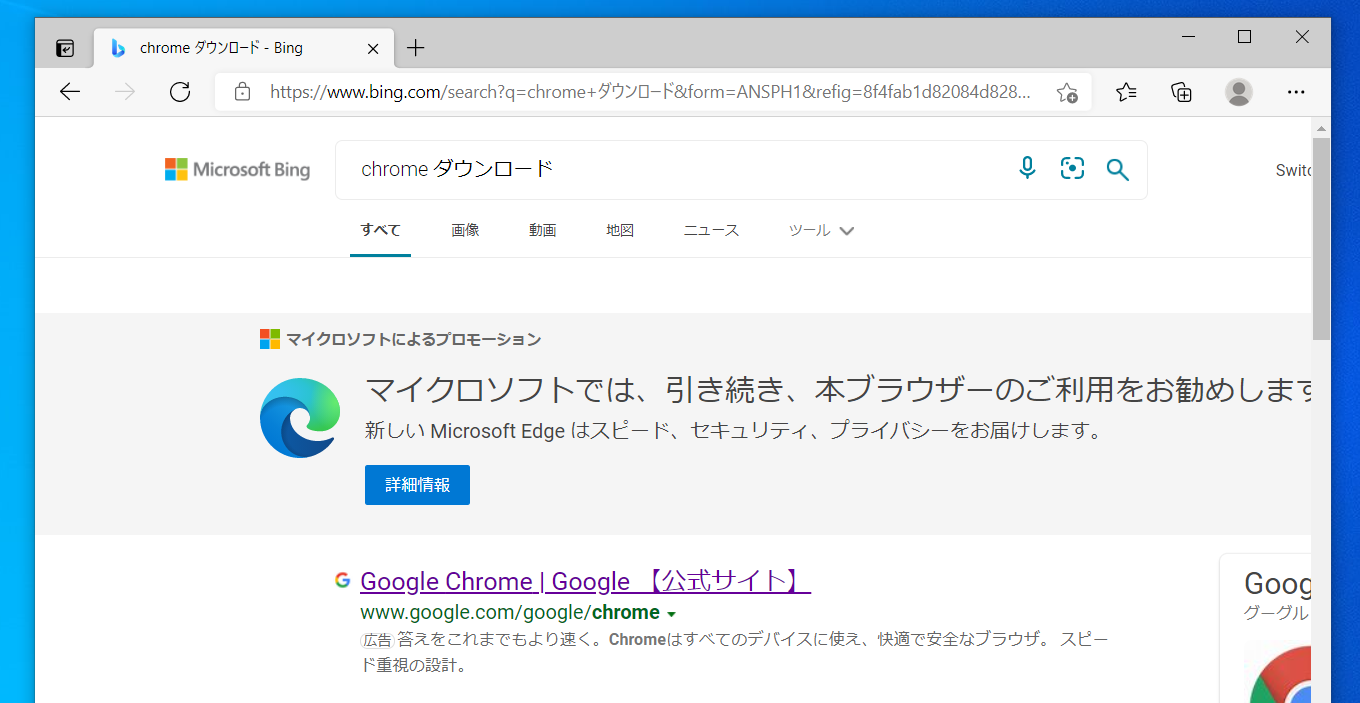 chrome ダウンロード - Bing
https://www.bing.com/search?q=chrome+ダウンロード&form=ANSPH1&refig=8f4fab1d82084d828...
Microsoft Bing
chrome ダウンロード
Switc
すべて 画像 動画 地図 ニュース ツール
マイクロソフトによるプロモーション
マイクロソフトでは、引き続き、本ブラウザーのご利用をお勧めします
新しい Microsoft Edge はスピード、セキュリティ、プライバシーをお届けします。
詳細情報
Google Chrome | Google 【公式サイト】
www.google.com/google/chrome
広告 答えをこれまでもより速く。Chromeはすべてのデバイスに使え、快適で安全なブラウザ。 スピー
ド重視の設計。
Goog
グーグル